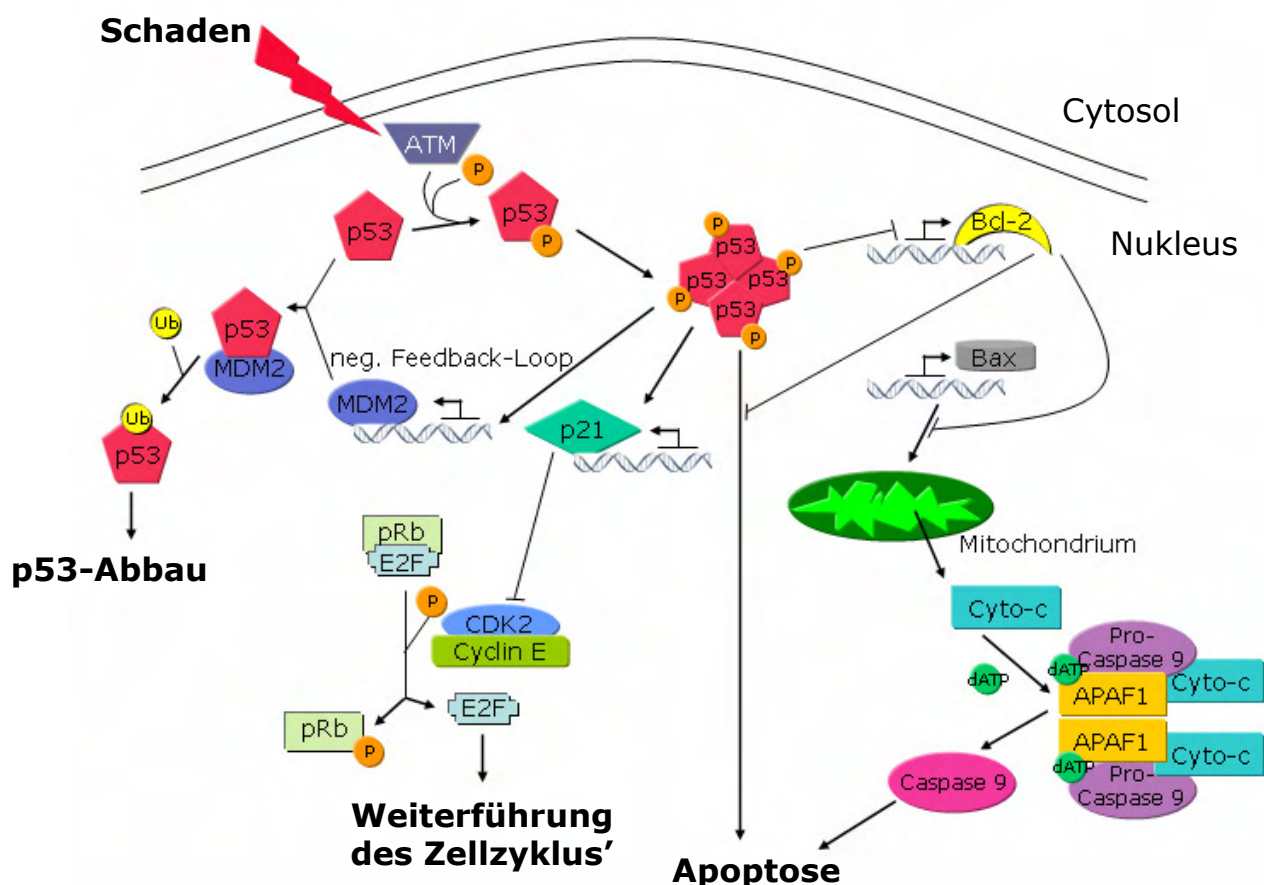 Schaden
Cytosol
ATM
P
p53
p53
P
P
p53
P
p53
p53
P
p53
P
Bcl-2
Nukleus
Ub
p53
MDM2
neg. Feedback-Loop
MDM2
Bax
p21
Ub
p53
p53-Abbau
pRb
E2F
Mitochondrium
P
CDK2
Cyclin E
Cyto-c
Pro-
Caspase 9
dATP
dATP
Cyto-c
APAF1
E2F
pRb
P
APAF1
Cyto-c
dATP
Pro-
Caspase 9
Caspase 9
Weiterführung
des Zellzyklus’
Apoptose